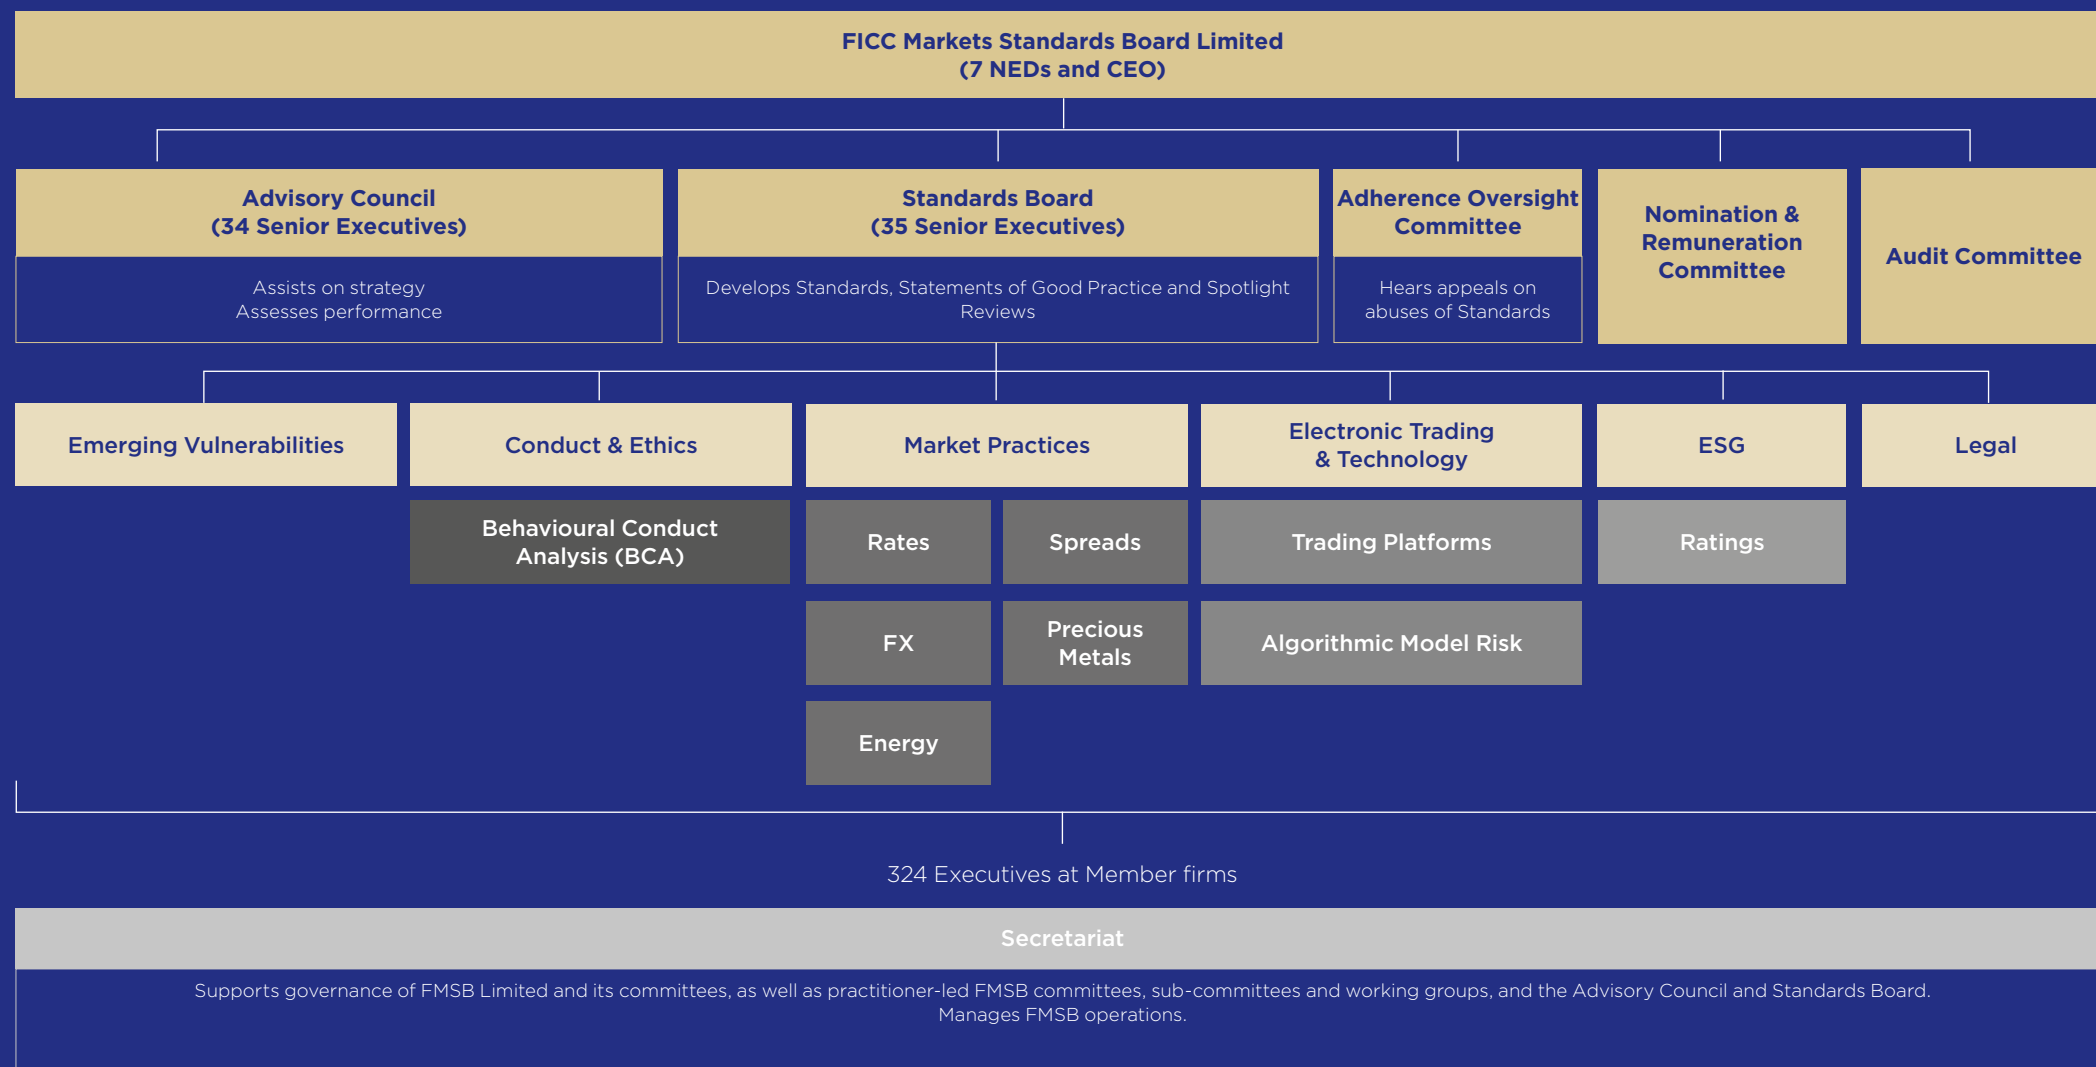 FICC Markets Standards Board Limited
(7 NEDs and CEO)
Advisory Council
(34 Senior Executives)
Assists on strategy
Assesses performance
Standards Board
(35 Senior Executives)
Develops Standards, Statements of Good Practice and Spotlight
Reviews
Adherence Oversight
Committee
Hears appeals on
abuses of Standards
Nomination &
Remuneration
Committee
Audit Committee
Emerging Vulnerabilities
Conduct & Ethics
Market Practices
Electronic Trading
& Technology
ESG
Legal
Behavioural Conduct
Analysis (BCA)
Rates
Spreads
Trading Platforms
Ratings
FX
Precious
Metals
Algorithmic Model Risk
Energy
324 Executives at Member firms
Secretariat
Supports governance of FMSB Limited and its committees, as well as practitioner-led FMSB committees, sub-committees and working groups, and the Advisory Council and Standards Board.
Manages FMSB operations.